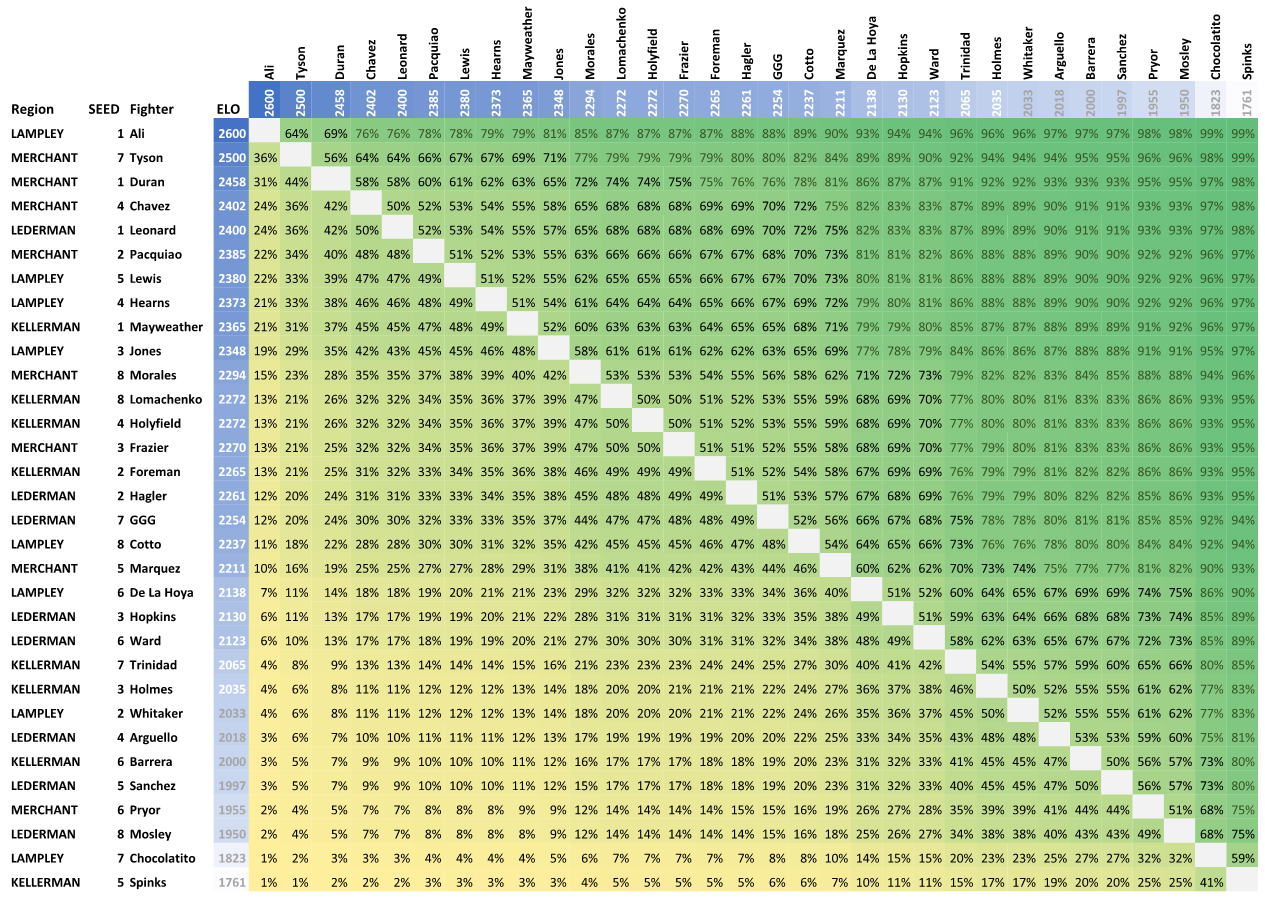 Ali Tyson Duran Chavez Leonard Pacquiao Lewis Hearns Mayweather Jones Morales Lomachenko Holyfield Frazier Foreman Hagler GGG Cotto Marquez De La Hoya Hopkins Ward Trinidad Holmes Whitaker Arguello Barrera Sanchez Pryor Mosley Chocolatito Spinks
Region SEED Fighter ELO 2600 2500 2458 2402 2400 2385 2380 2373 2365 2348 2294 2272 2272 2270 2265 2261 2254 2237 2211 2138 2130 2123 2065 2035 2033 2018 2000 1997 1955 1950 1823 1761
LAMPLEY 1 Ali 2600 64% 69% 76% 76% 78% 78% 79% 79% 81% 85% 87% 87% 87% 87% 88% 88% 89% 90% 93% 94% 94% 96% 96% 96% 97% 97% 97% 98% 98% 99% 99%
MERCHANT 7 Tyson 2500 36% 56% 64% 64% 66% 67% 67% 69% 71% 77% 79% 79% 79% 79% 80% 80% 82% 84% 89% 89% 90% 92% 94% 94% 94% 95% 95% 96% 96% 98% 99%
MERCHANT 1 Duran 2458 31% 44% 58% 58% 60% 61% 62% 63% 65% 72% 74% 74% 75% 75% 76% 76% 78% 81% 86% 87% 87% 91% 92% 92% 93% 93% 93% 95% 95% 97% 98%
MERCHANT 4 Chavez 2402 24% 36% 42% 50% 52% 53% 54% 55% 58% 65% 68% 68% 68% 69% 69% 70% 72% 75% 82% 83% 83% 87% 89% 89% 90% 91% 91% 93% 93% 97% 98%
LEDERMAN 1 Leonard 2400 24% 36% 42% 50% 52% 53% 54% 55% 57% 65% 68% 68% 68% 68% 69% 70% 72% 75% 82% 83% 83% 87% 89% 89% 90% 91% 91% 93% 93% 97% 98%
MERCHANT 2 Pacquiao 2385 22% 34% 40% 48% 48% 51% 52% 53% 55% 63% 66% 66% 66% 67% 67% 68% 70% 73% 81% 81% 82% 86% 88% 88% 89% 90% 90% 92% 92% 96% 97%
LAMPLEY 5 Lewis 2380 22% 33% 39% 47% 47% 49% 51% 52% 55% 62% 65% 65% 65% 66% 67% 67% 69% 73% 80% 81% 81% 86% 88% 88% 89% 90% 90% 92% 92% 96% 97%
LAMPLEY 4 Hearns 2373 21% 33% 38% 46% 46% 48% 49% 51% 54% 61% 64% 64% 64% 65% 66% 67% 69% 72% 79% 80% 81% 86% 88% 88% 89% 90% 90% 92% 92% 96% 97%
KELLERMAN 1 Mayweather 2365 21% 31% 37% 45% 45% 47% 48% 49% 52% 60% 63% 63% 63% 64% 65% 65% 68% 71% 79% 79% 80% 85% 87% 87% 88% 89% 89% 91% 92% 96% 97%
LAMPLEY 3 Jones 2348 19% 29% 35% 42% 43% 45% 45% 46% 48% 58% 61% 61% 61% 62% 62% 63% 65% 69% 77% 78% 79% 84% 86% 86% 87% 88% 88% 91% 91% 95% 97%
MERCHANT 8 Morales 2294 15% 23% 28% 35% 35% 37% 38% 39% 40% 42% 53% 53% 53% 54% 55% 56% 58% 62% 71% 72% 73% 79% 82% 82% 83% 84% 85% 88% 88% 94% 96%
KELLERMAN 8 Lomachenko 2272 13% 21% 26% 32% 32% 34% 35% 36% 37% 39% 47% 50% 50% 51% 52% 53% 55% 59% 68% 69% 70% 77% 80% 80% 81% 83% 83% 86% 86% 93% 95%
KELLERMAN 4 Holyfield 2272 13% 21% 26% 32% 32% 34% 35% 36% 37% 39% 47% 50% 50% 51% 52% 53% 55% 59% 68% 69% 70% 77% 80% 80% 81% 83% 83% 86% 86% 93% 95%
MERCHANT 3 Frazier 2270 13% 21% 25% 32% 32% 34% 35% 36% 37% 39% 47% 50% 50% 51% 51% 52% 55% 58% 68% 69% 70% 77% 79% 80% 81% 83% 83% 86% 86% 93% 95%
KELLERMAN 2 Foreman 2265 13% 21% 25% 31% 32% 33% 34% 35% 36% 38% 46% 49% 49% 49% 51% 52% 54% 58% 67% 69% 69% 76% 79% 79% 81% 82% 82% 86% 86% 93% 95%
LEDERMAN 2 Hagler 2261 12% 20% 24% 31% 31% 33% 33% 34% 35% 38% 45% 48% 48% 49% 49% 51% 53% 57% 67% 68% 69% 76% 79% 79% 80% 82% 82% 85% 86% 93% 95%
LEDERMAN 7 GGG 2254 12% 20% 24% 30% 30% 32% 33% 33% 35% 37% 44% 47% 47% 48% 48% 49% 52% 56% 66% 67% 68% 75% 78% 78% 80% 81% 81% 85% 85% 92% 94%
LAMPLEY 8 Cotto 2237 11% 18% 22% 28% 28% 30% 30% 31% 32% 35% 42% 45% 45% 45% 46% 47% 48% 54% 64% 65% 66% 73% 76% 76% 78% 80% 80% 84% 84% 92% 94%
MERCHANT 5 Marquez 2211 10% 16% 19% 25% 25% 27% 27% 28% 29% 31% 38% 41% 41% 42% 42% 43% 44% 46% 60% 62% 62% 70% 73% 74% 75% 77% 77% 81% 82% 90% 93%
LAMPLEY 6 De La Hoya 2138 7% 11% 14% 18% 18% 19% 20% 21% 21% 23% 29% 32% 32% 32% 33% 33% 34% 36% 40% 51% 52% 60% 64% 65% 67% 69% 69% 74% 75% 86% 90%
LEDERMAN 3 Hopkins 2130 6% 11% 13% 17% 17% 19% 19% 20% 21% 22% 28% 31% 31% 31% 31% 32% 33% 35% 38% 49% 51% 59% 63% 64% 66% 68% 68% 73% 74% 85% 89%
LEDERMAN 6 Ward 2123 6% 10% 13% 17% 17% 18% 19% 19% 20% 21% 27% 30% 30% 30% 31% 31% 32% 34% 38% 48% 49% 58% 62% 63% 65% 67% 67% 72% 73% 85% 89%
KELLERMAN 7 Trinidad 2065 4% 8% 9% 13% 13% 14% 14% 14% 15% 16% 21% 23% 23% 23% 24% 24% 25% 27% 30% 40% 41% 42% 54% 55% 57% 59% 60% 65% 66% 80% 85%
KELLERMAN 3 Holmes 2035 4% 6% 8% 11% 11% 12% 12% 12% 13% 14% 18% 20% 20% 21% 21% 21% 22% 24% 27% 36% 37% 38% 46% 50% 52% 55% 55% 61% 62% 77% 83%
LAMPLEY 2 Whitaker 2033 4% 6% 8% 11% 11% 12% 12% 12% 13% 14% 18% 20% 20% 20% 21% 21% 22% 24% 26% 35% 36% 37% 45% 50% 52% 55% 55% 61% 62% 77% 83%
LEDERMAN 4 Arguello 2018 3% 6% 7% 10% 10% 11% 11% 11% 12% 13% 17% 19% 19% 19% 19% 20% 20% 22% 25% 33% 34% 35% 43% 48% 48% 53% 53% 59% 60% 75% 81%
KELLERMAN 6 Barrera 2000 3% 5% 7% 9% 9% 10% 10% 10% 11% 12% 16% 17% 17% 17% 18% 18% 19% 20% 23% 31% 32% 33% 41% 45% 45% 47% 50% 56% 57% 73% 80%
LEDERMAN 5 Sanchez 1997 3% 5% 7% 9% 9% 10% 10% 10% 11% 12% 15% 17% 17% 17% 18% 18% 19% 20% 23% 31% 32% 33% 40% 45% 45% 47% 50% 56% 57% 73% 80%
MERCHANT 6 Pryor 1955 2% 4% 5% 7% 7% 8% 8% 8% 9% 9% 12% 14% 14% 14% 14% 15% 15% 16% 19% 26% 27% 28% 35% 39% 39% 41% 44% 44% 51% 68% 75%
LEDERMAN 8 Mosley 1950 2% 4% 5% 7% 7% 8% 8% 8% 8% 9% 12% 14% 14% 14% 14% 14% 15% 16% 18% 25% 26% 27% 34% 38% 38% 40% 43% 43% 49% 68% 75%
LAMPLEY 7 Chocolatito 1823 1% 2% 3% 3% 3% 4% 4% 4% 4% 5% 6% 7% 7% 7% 7% 7% 8% 8% 10% 14% 15% 15% 20% 23% 23% 25% 27% 27% 32% 32% 59%
KELLERMAN 5 Spinks 1761 1% 1% 2% 2% 2% 3% 3% 3% 3% 3% 4% 5% 5% 5% 5% 5% 6% 6% 7% 10% 11% 11% 15% 17% 17% 19% 20% 20% 25% 25% 41%